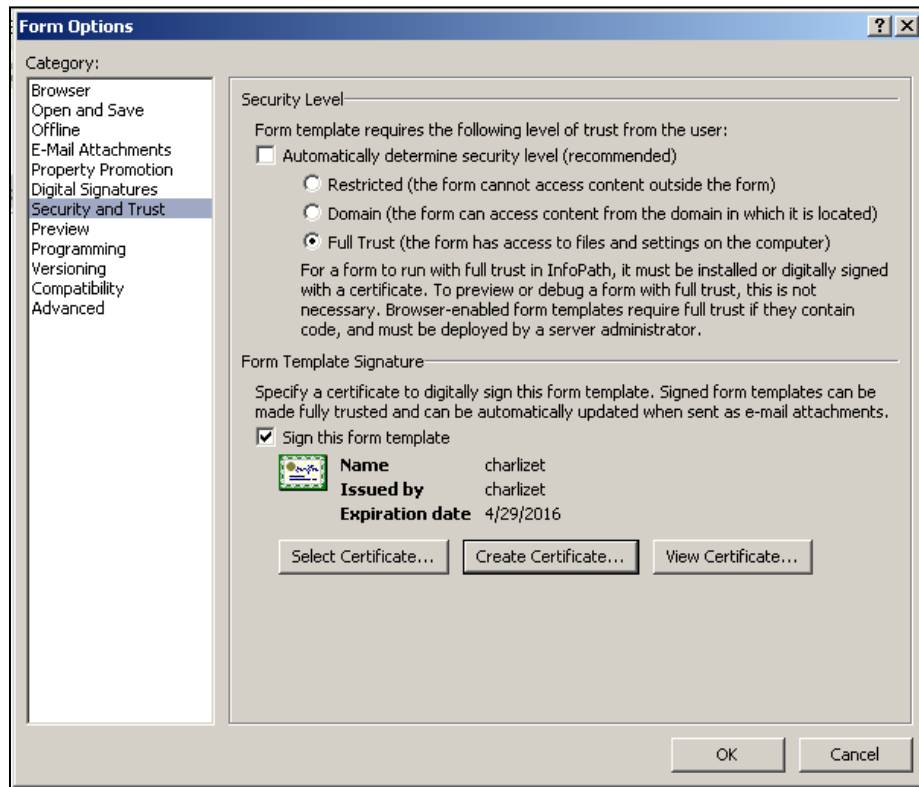 Form Options
Category:
Browser
Open and Save
Offline
E-Mail Attachments
Property Promotion
Digital Signatures
Security and Trust
Preview
Programming
Versioning
Compatibility
Advanced
Security Level
Form template requires the following level of trust from the user:
Automatically determine security level (recommended)
Restricted (the form cannot access content outside the form)
Domain (the form can access content from the domain in which it is located)
Full Trust (the form has access to files and settings on the computer)
For a form to run with full trust in InfoPath, it must be installed or digitally signed
with a certificate. To preview or debug a form with full trust, this is not
necessary. Browser-enabled form templates require full trust if they contain
code, and must be deployed by a server administrator.
Form Template Signature
Specify a certificate to digitally sign this form template. Signed form templates can be
made fully trusted and can be automatically updated when sent as e-mail attachments.
Sign this form template
Name charlizet
Issued by charlizet
Expiration date 4/29/2016
Select Certificate... Create Certificate... View Certificate...
OK Cancel